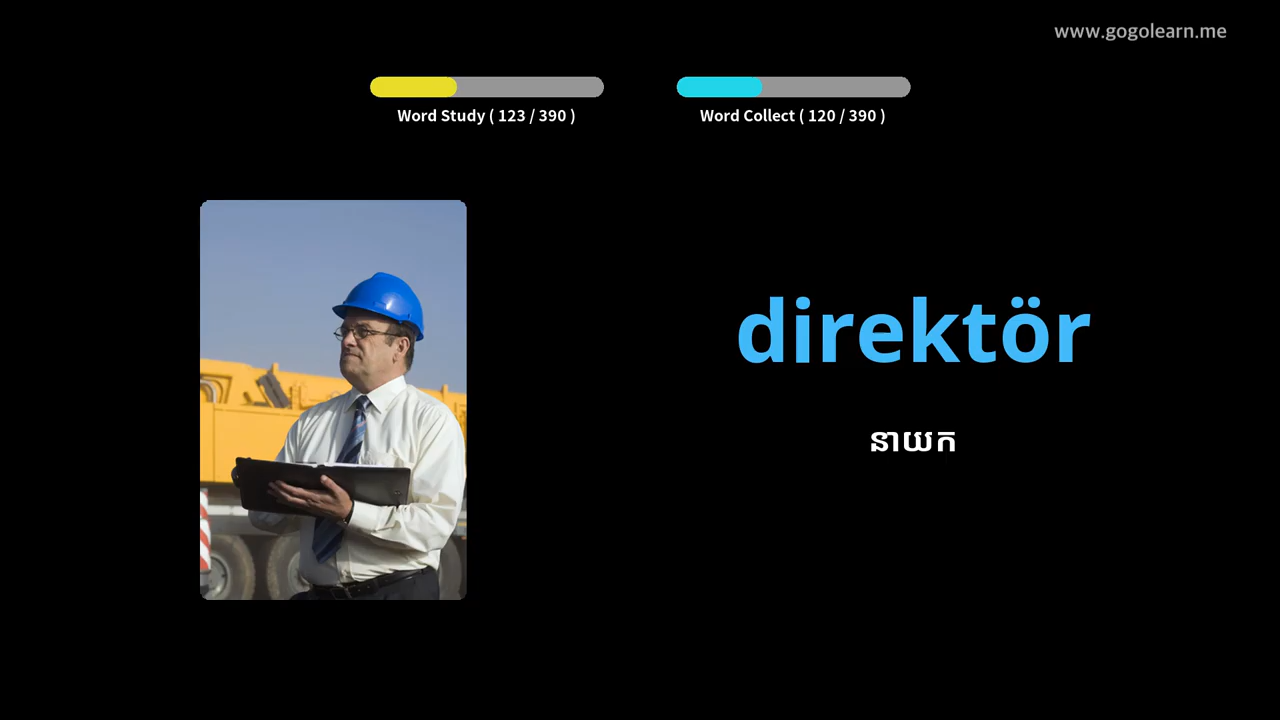 www.gogolearn.me
Word Study ( 123 / 390 )
Word Collect ( 120 / 390 )
direktör
នាយក